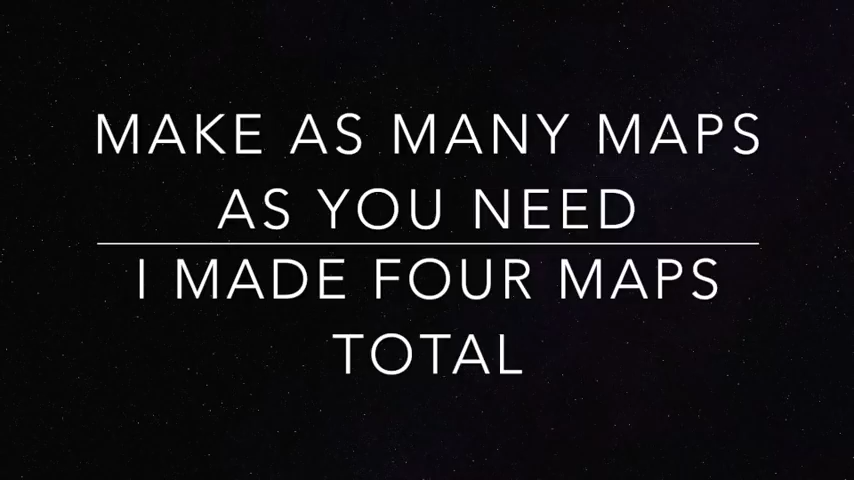 MAKE AS MANY MAPS
AS YOU NEED
I MADE FOUR MAPS
TOTAL